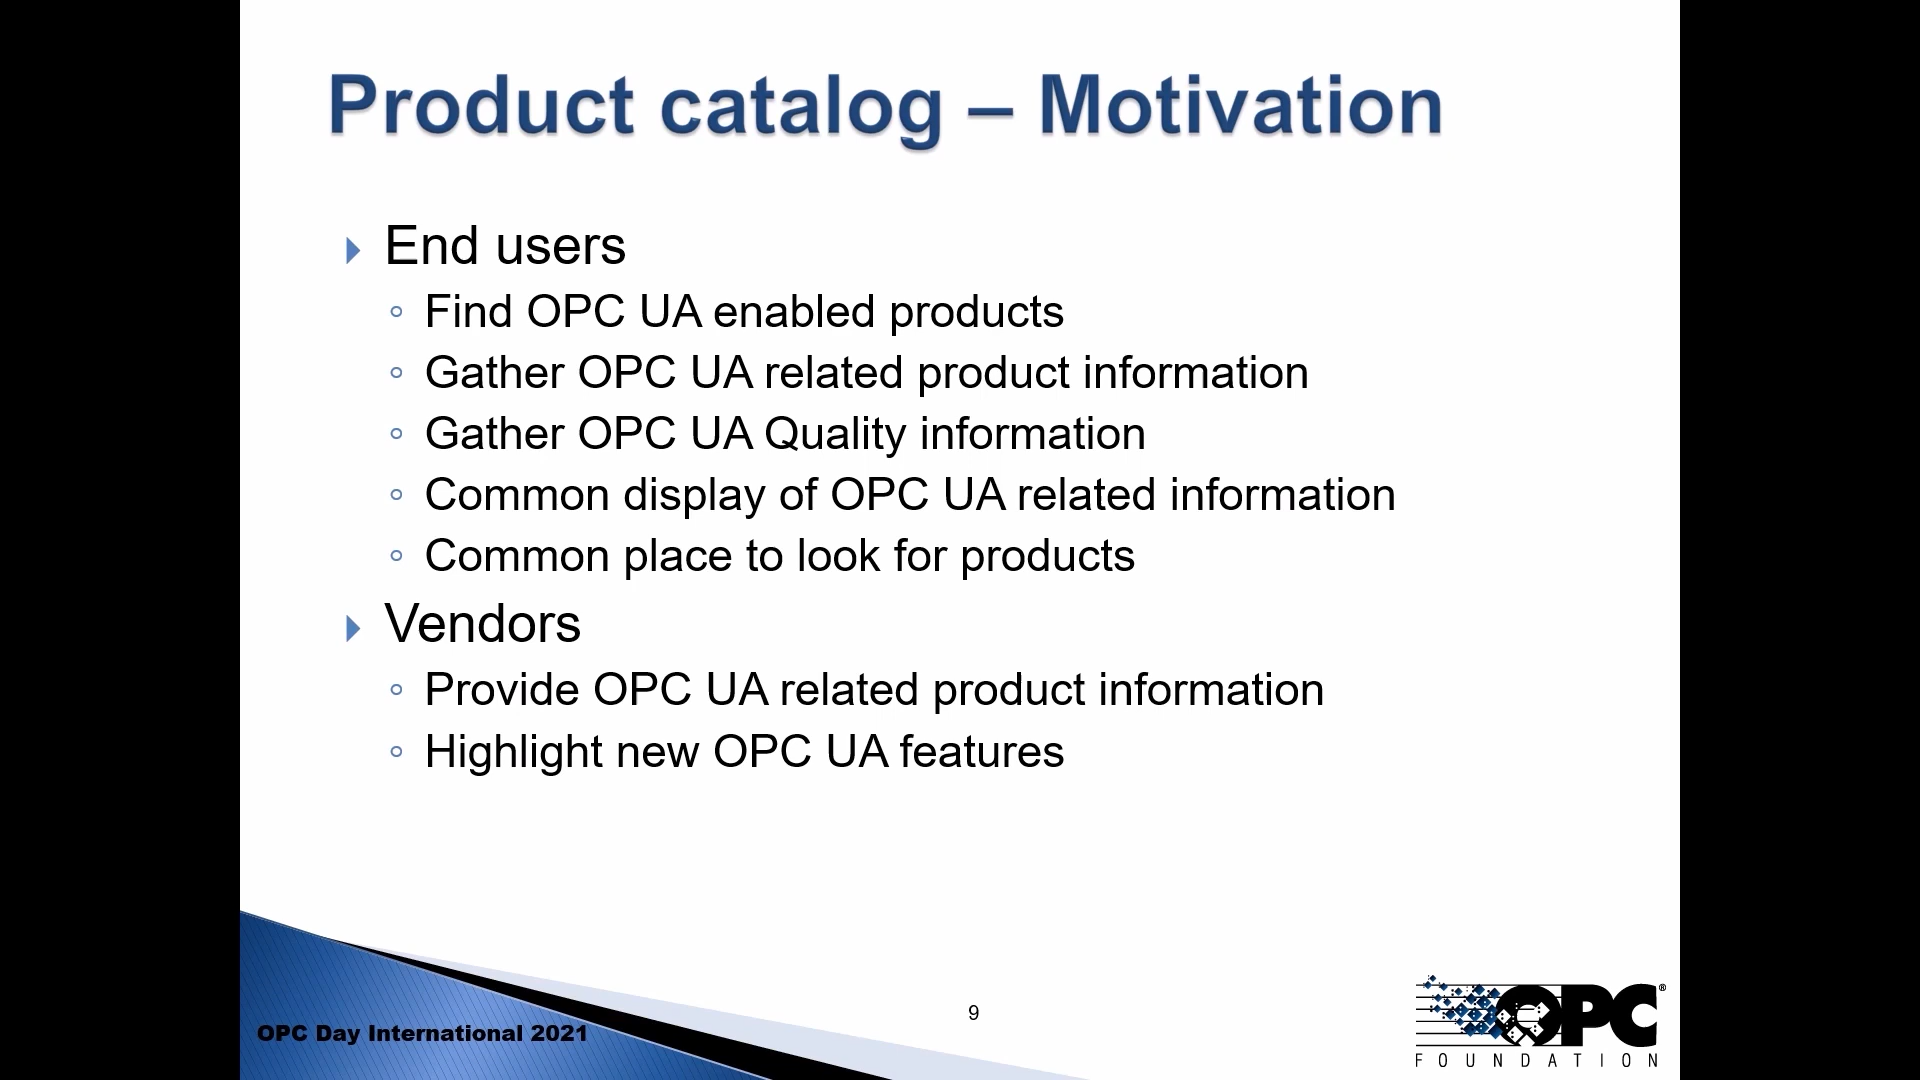 Product catalog – Motivation
End users
Find OPC UA enabled products
Gather OPC UA related product information
Gather OPC UA Quality information
Common display of OPC UA related information
Common place to look for products
Vendors
Provide OPC UA related product information
Highlight new OPC UA features
9
OPC Day International 2021
OPC®
FOUNDATION